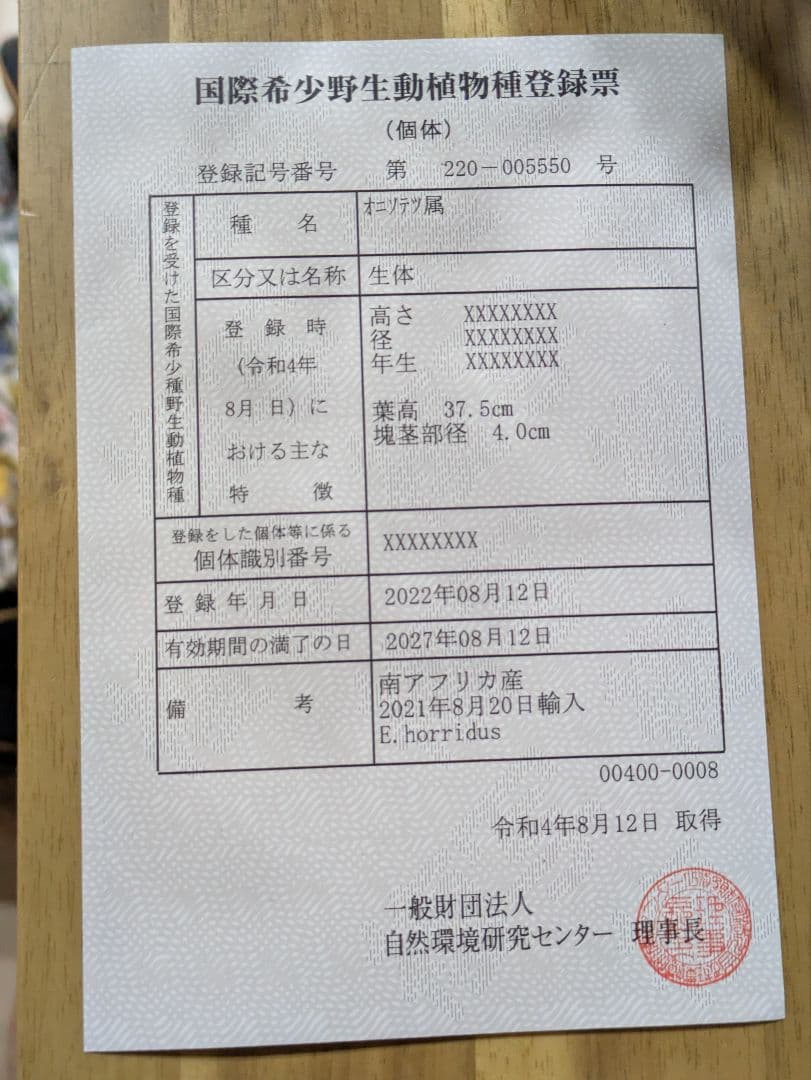 国際希少野生動植物種登録票
(個体)
登録記号番号 第 220-005550 号
登録を受けた国際希少種野生動植物種
種 名 オニソテツ属
区分又は名称 生体
登 録 時
(令和4年
8月 日)に
おける主な
特 徴
高さ XXXXXXXX
径 XXXXXXXX
年生 XXXXXXXX
葉高 37.5cm
塊茎部径 4.0cm
登録をした個体等に係る
個体識別番号 XXXXXXXX
登録年月日 2022年08月12日
有効期間の満了の日 2027年08月12日
備 考
南アフリカ産
2021年8月20日輸入
E.horridus
00400-0008
令和4年8月12日 取得
一般財団法人
自然環境研究センター 理事長